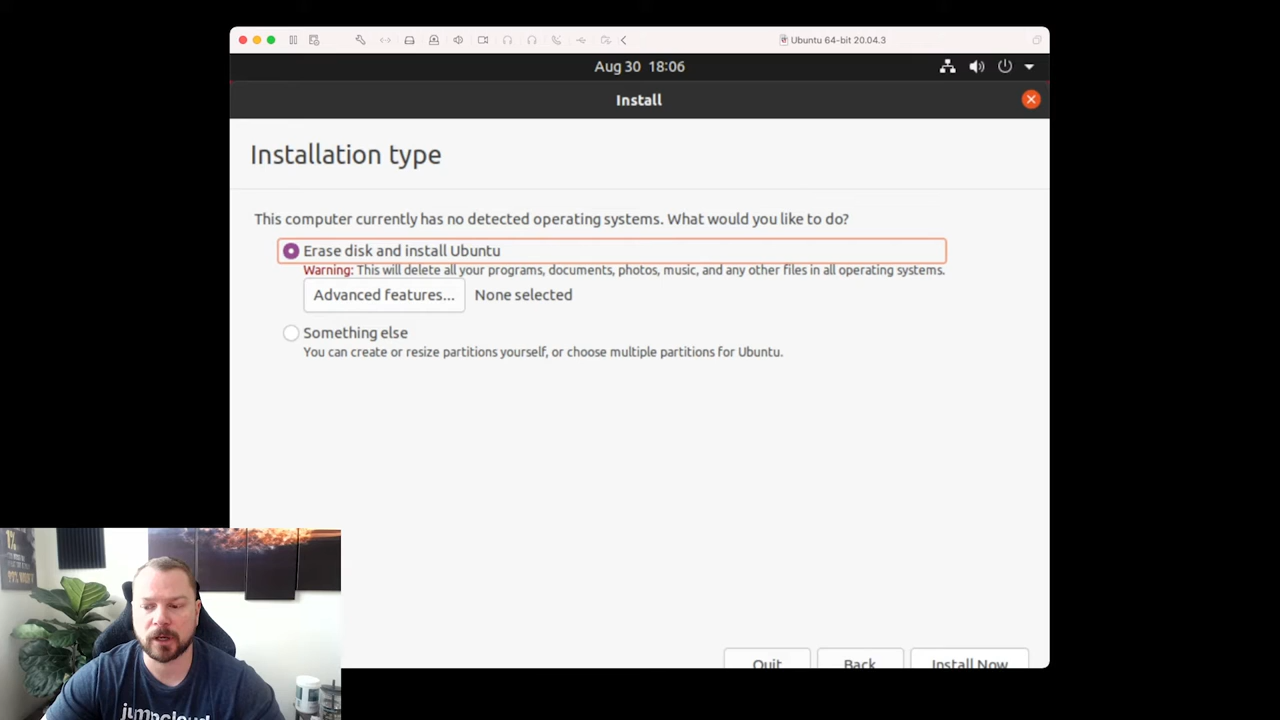 Ubuntu 64-bit 20.04.3
Aug 30 18:06
Install
Installation type
This computer currently has no detected operating systems. What would you like to do?
Erase disk and install Ubuntu
Warning: This will delete all your programs, documents, photos, music, and any other files in all operating systems.
Advanced features... None selected
Something else
You can create or resize partitions yourself, or choose multiple partitions for Ubuntu.
Quit Back Install Now
1%
jumpcloud